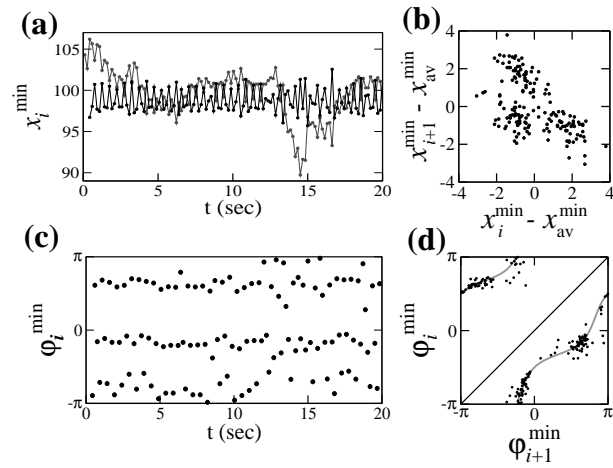 (a)
105
100
95
90
x_i^min
0 5 10 15 20
t (sec)
(b)
4
2
0
-2
-4
x_{i+1}^min - x_av^min
-4 -2 0 2 4
x_i^min - x_av^min
(c)
π
0
-π
φ_i^min
0 5 10 15 20
t (sec)
(d)
π
0
-π
φ_i^min
-π 0 π
φ_{i+1}^min